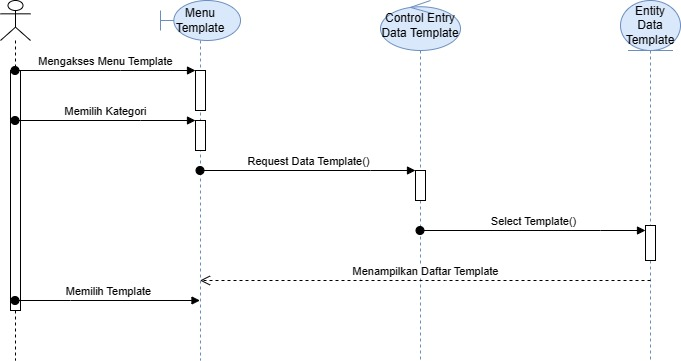 Menu
Template
Control Entry
Data Template
Entity
Data
Template
Mengakses Menu Template
Memilih Kategori
Request Data Template()
Select Template()
Menampilkan Daftar Template
Memilih Template